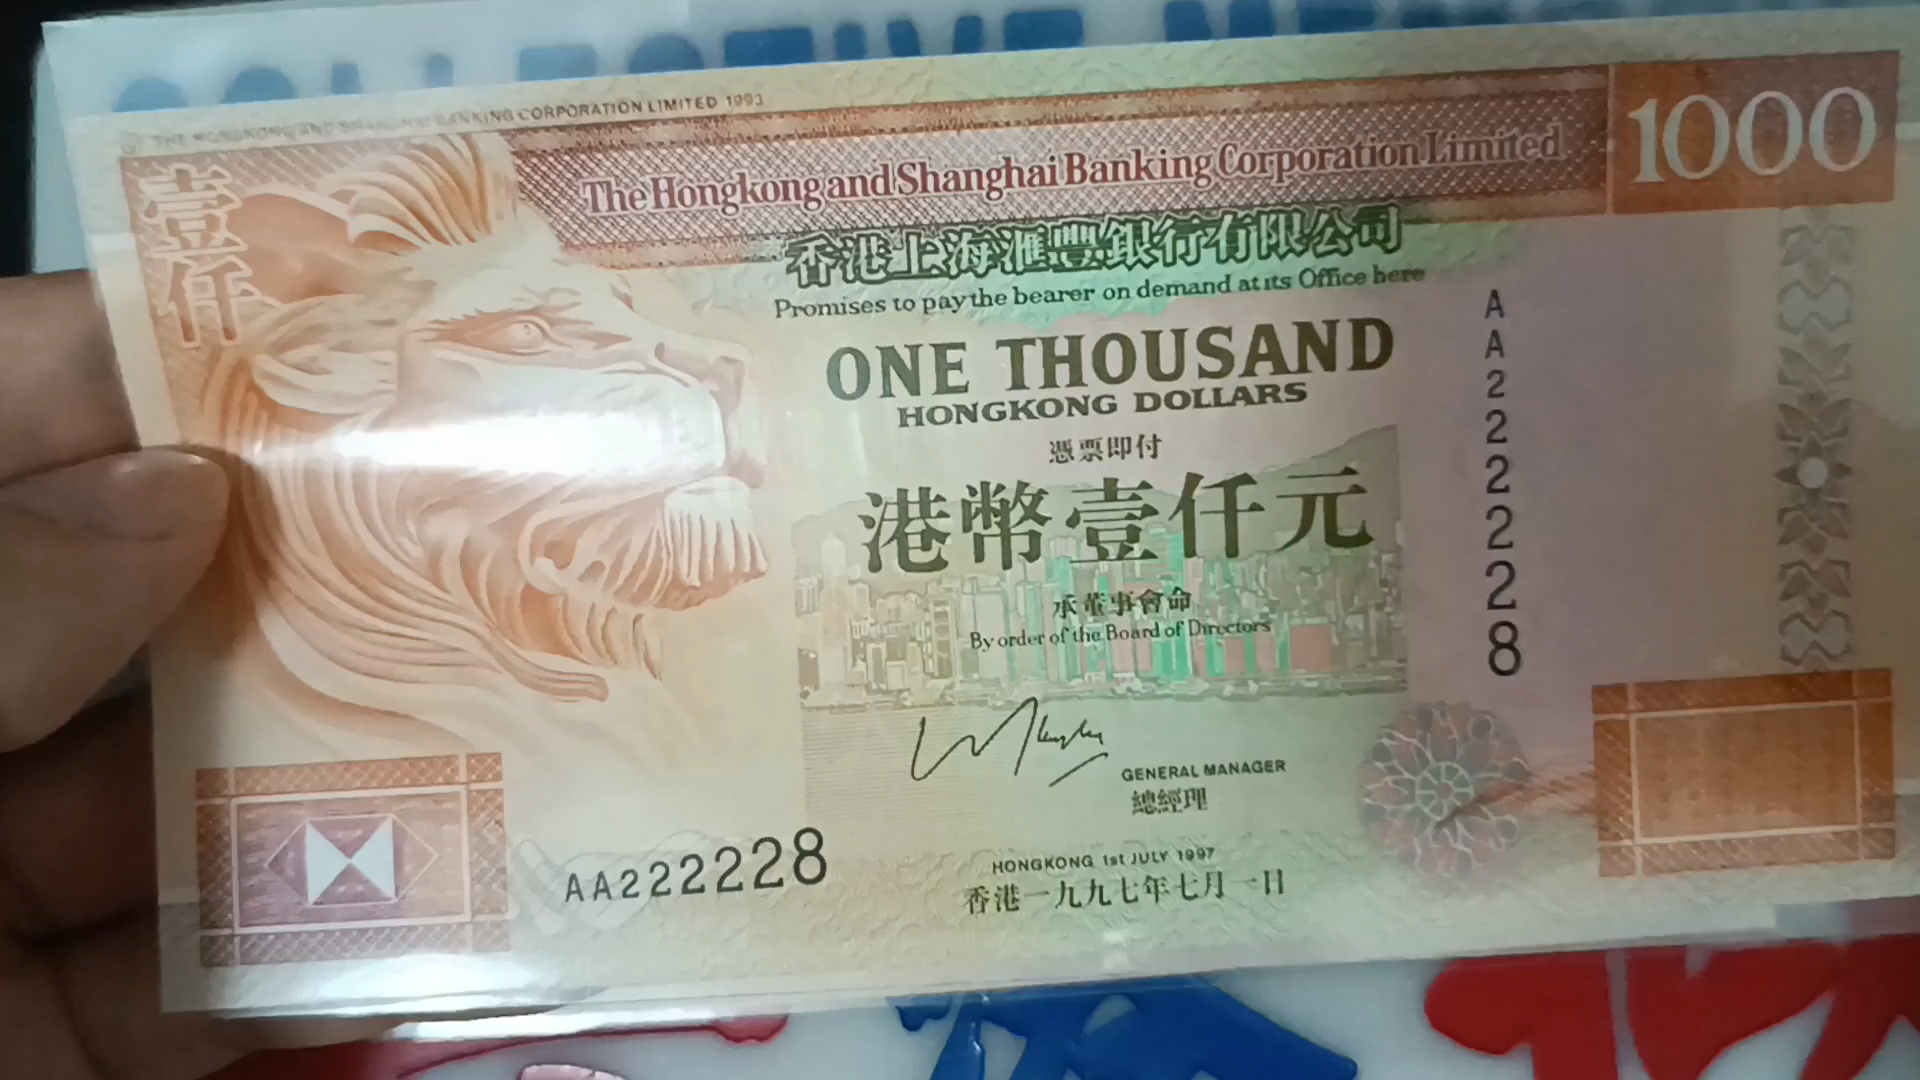 THE HONGKONG AND SHANGHAI BANKING CORPORATION LIMITED 1993
壹仟
The Hongkong and Shanghai Banking Corporation Limited
1000
香港上海滙豐銀行有限公司
Promises to pay the bearer on demand at its Office here
ONE THOUSAND
HONGKONG DOLLARS
憑票即付
港幣壹仟元
承董事會命
By order of the Board of Directors
GENERAL MANAGER
總經理
AA222228
AA222228
HONGKONG 1st JULY 1997
香港一九九七年七月一日